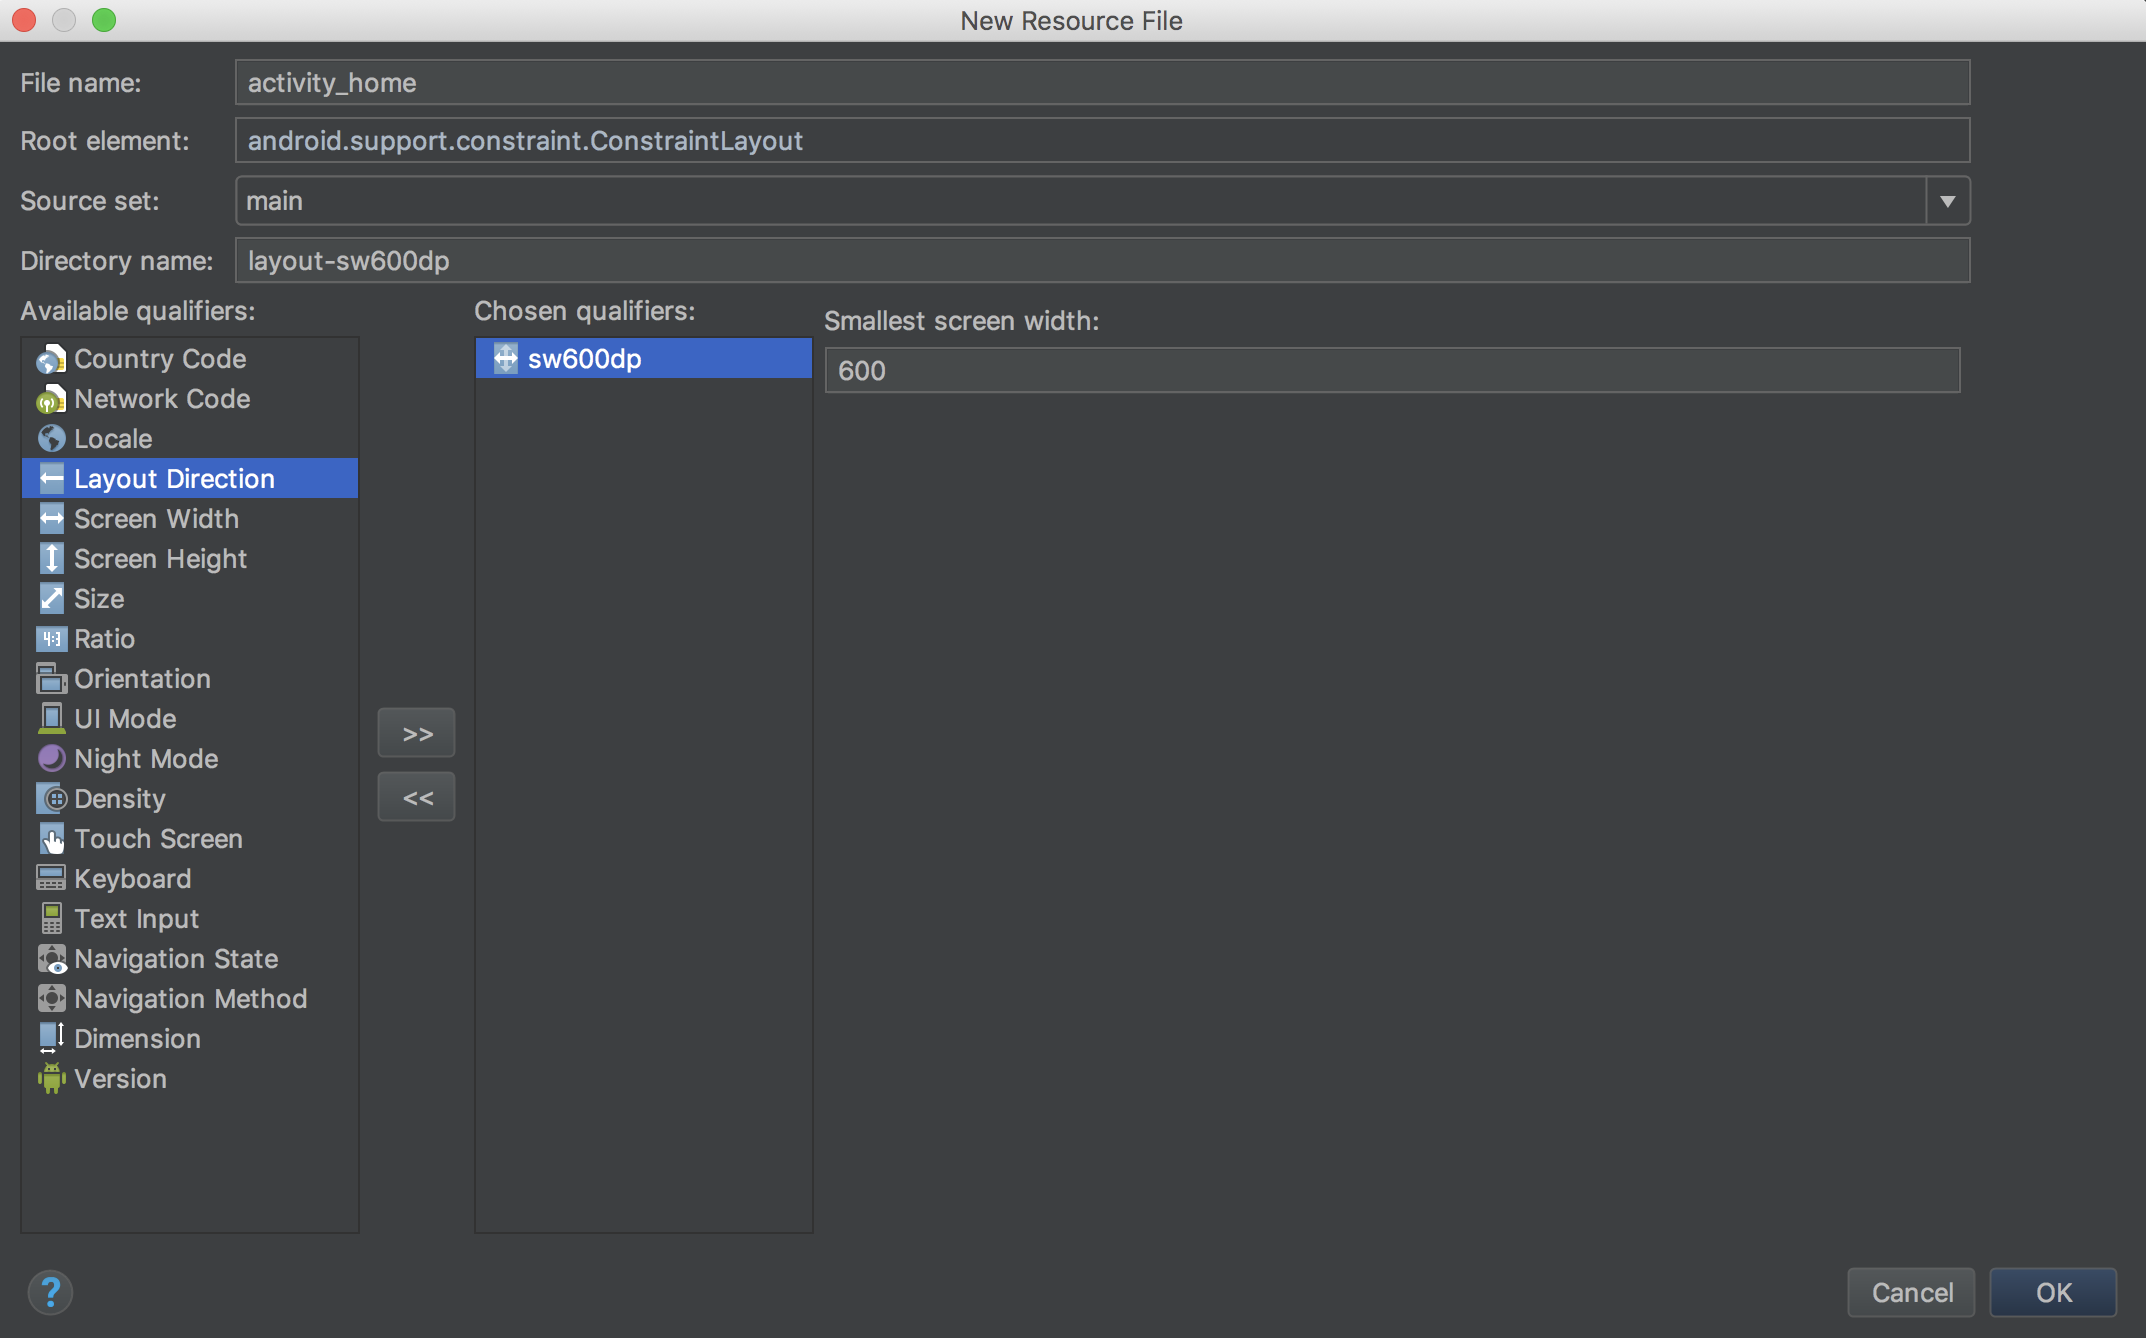 New Resource File
File name: activity_home
Root element: android.support.constraint.ConstraintLayout
Source set: main
Directory name: layout-sw600dp
Available qualifiers:
Country Code
Network Code
Locale
Layout Direction
Screen Width
Screen Height
Size
4:3 Ratio
Orientation
UI Mode
Night Mode
Density
Touch Screen
Keyboard
Text Input
Navigation State
Navigation Method
Dimension
Version
>>
<<
Chosen qualifiers:
sw600dp
Smallest screen width:
600
?
Cancel
OK